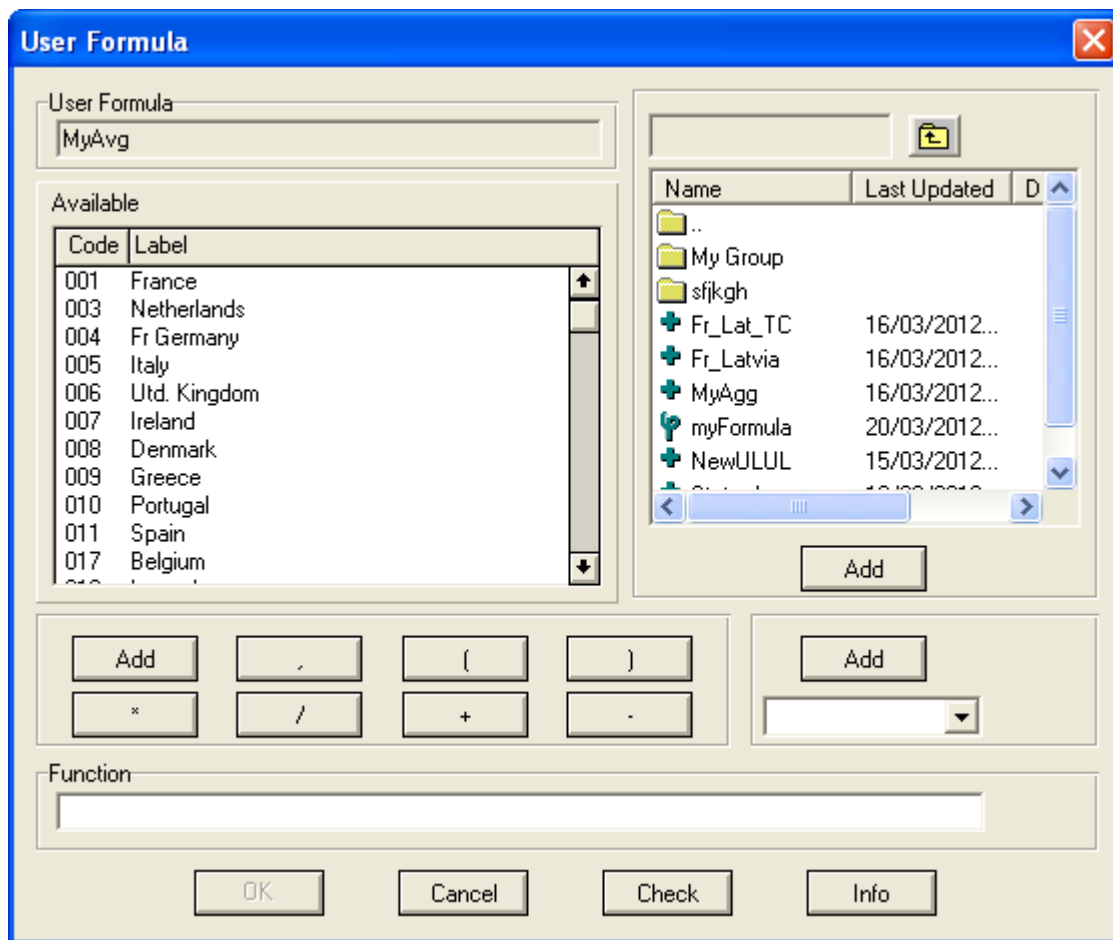 User Formula
User Formula
MyAvg
Available
Code Label
001 France
003 Netherlands
004 Fr Germany
005 Italy
006 Utd. Kingdom
007 Ireland
008 Denmark
009 Greece
010 Portugal
011 Spain
017 Belgium
Name Last Updated D
..
My Group
sfjkgh
Fr_Lat_TC 16/03/2012...
Fr_Latvia 16/03/2012...
MyAgg 16/03/2012...
myFormula 20/03/2012...
NewULUL 15/03/2012...
Add
Add , ( )
* / + -
Add
Function
OK Cancel Check Info